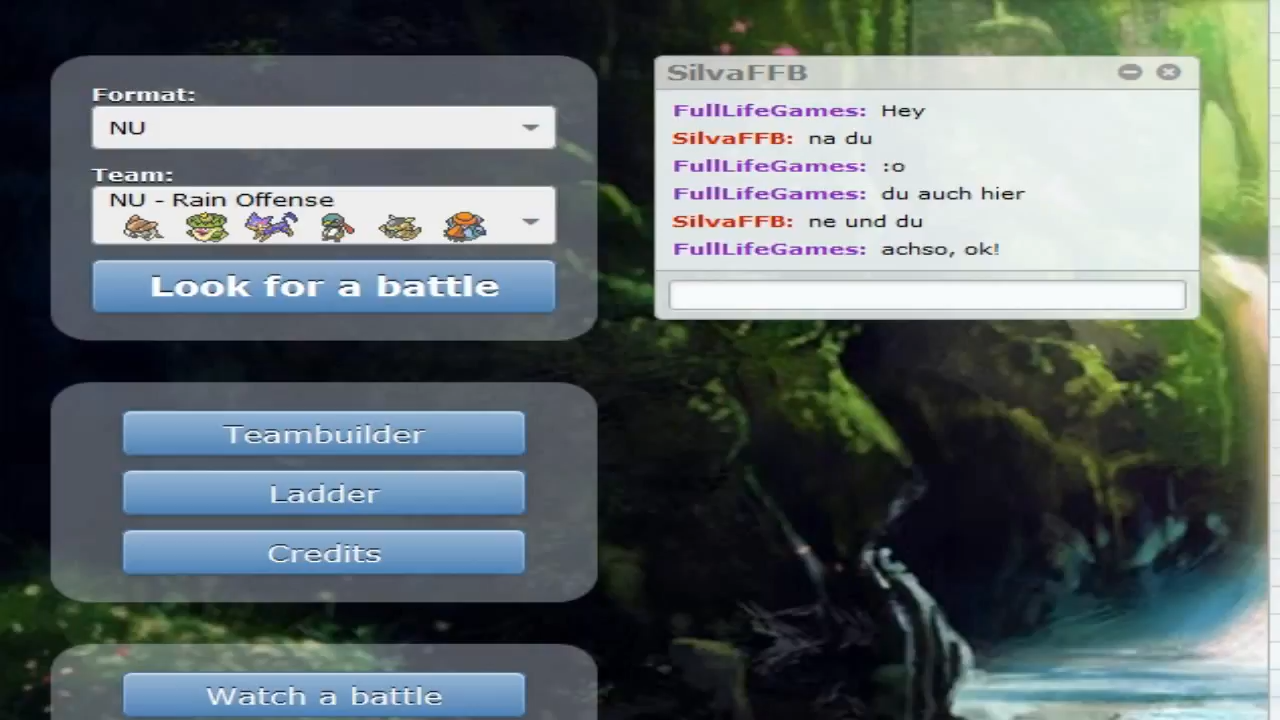 Format:
NU
Team:
NU - Rain Offense
Look for a battle
Teambuilder
Ladder
Credits
Watch a battle
SilvaFFB
FullLifeGames: Hey
SilvaFFB: na du
FullLifeGames: :o
FullLifeGames: du auch hier
SilvaFFB: ne und du
FullLifeGames: achso, ok!